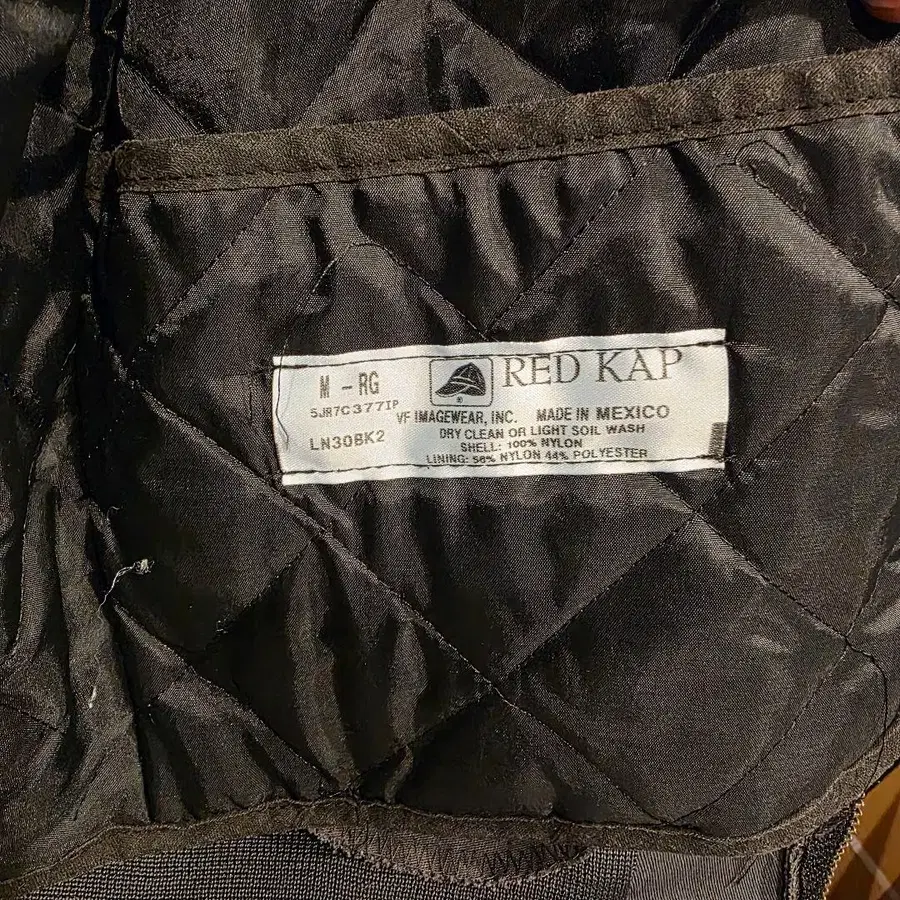 M - RG
RED KAP
®
5JR7C377IP
VF IMAGEWEAR, INC. MADE IN MEXICO
LN30BK2
DRY CLEAN OR LIGHT SOIL WASH
SHELL: 100% NYLON
LINING: 56% NYLON 44% POLYESTER